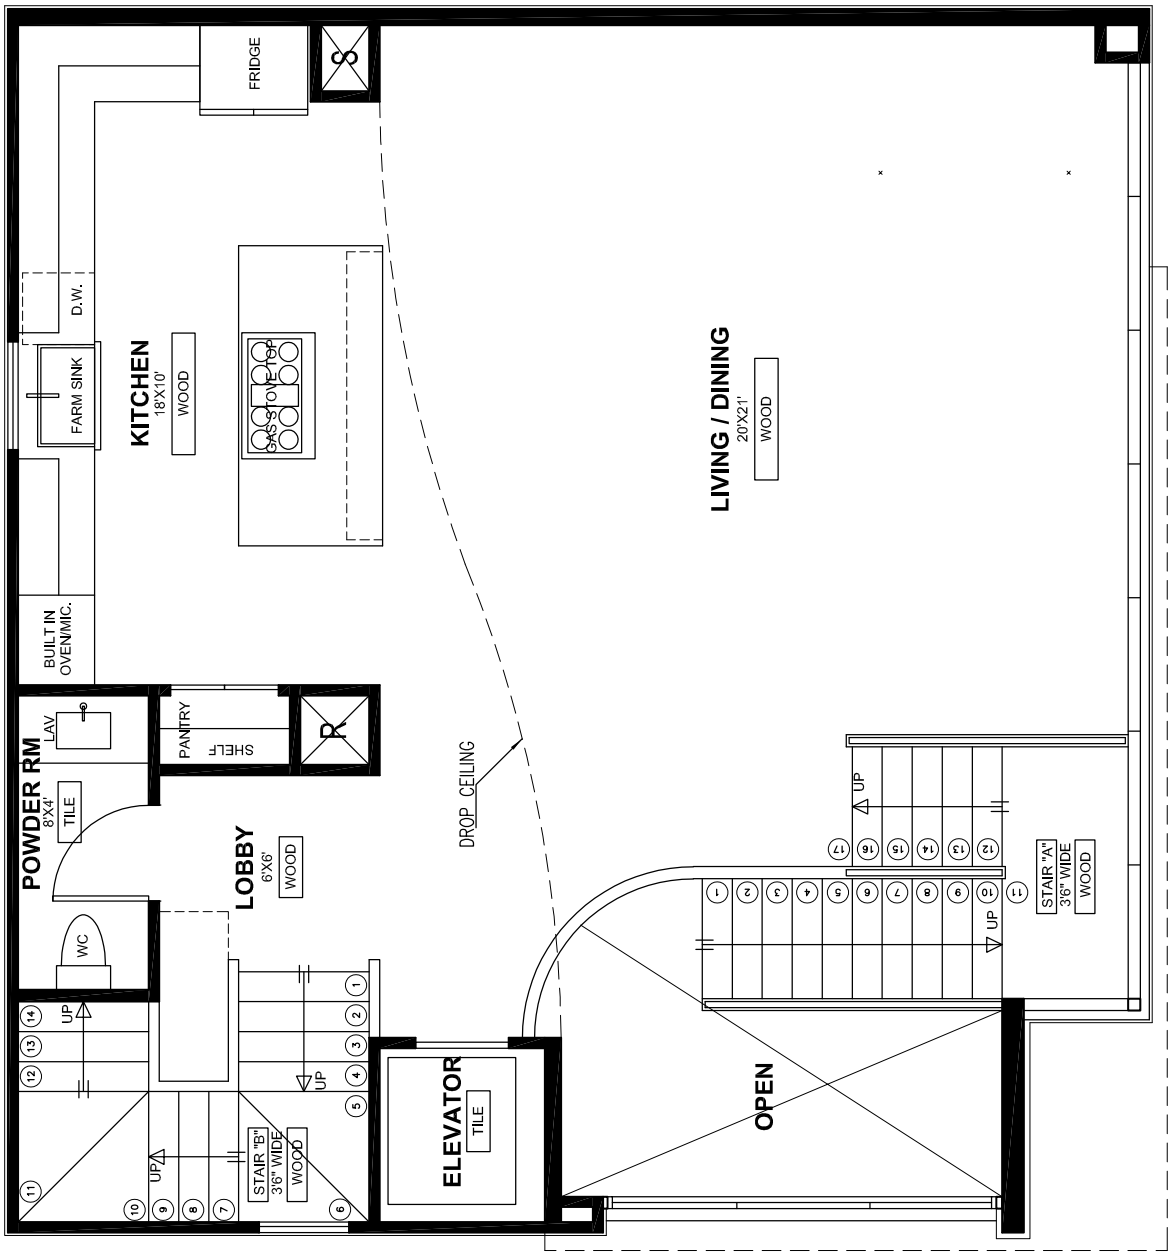 FRIDGE
S
D.W.
FARM SINK
KITCHEN
18'X10'
WOOD
GAS STOVE TOP
BUILT IN
OVEN/MIC.
LIVING / DINING
20'X21'
WOOD
LAV
POWDER RM
8'X4'
TILE
WC
PANTRY
SHELF
R
LOBBY
6'X6'
WOOD
DROP CEILING
UP
17
16
15
14
13
12
1
2
3
4
5
6
7
8
9
10
11
UP
STAIR "A"
3'6" WIDE
WOOD
14
13
12
UP
1
2
3
4
5
UP
11
10
9
8
7
6
UP
STAIR "B"
3'6" WIDE
WOOD
ELEVATOR
TILE
OPEN